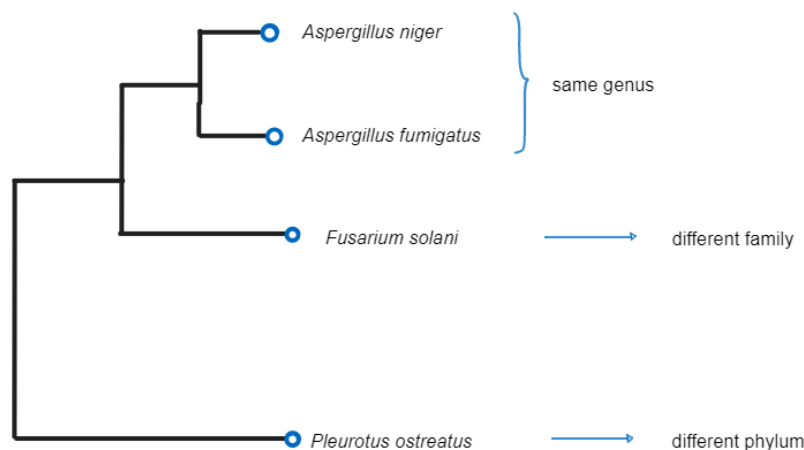 Aspergillus niger
same genus
Aspergillus fumigatus
Fusarium solani
different family
Pleurotus ostreatus
different phylum